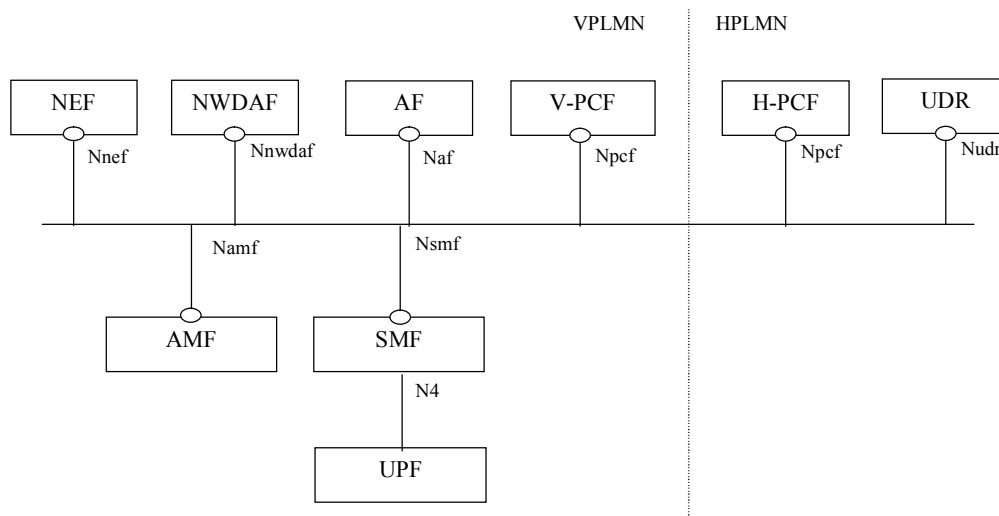 VPLMN HPLMN
NEF NWDAF AF V-PCF H-PCF UDR
Nnef Nnwdaf Naf Npcf Npcf Nudr
Namf Nsmf
AMF SMF
N4
UPF